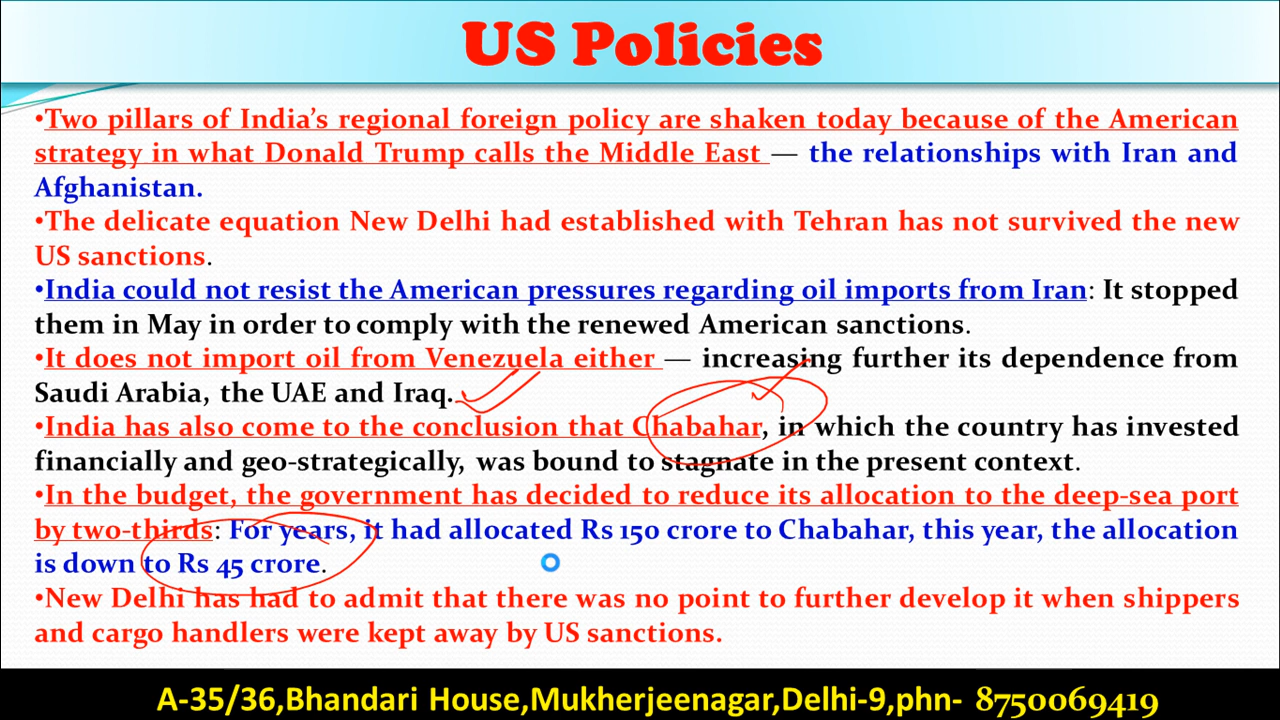 US Policies
•Two pillars of India's regional foreign policy are shaken today because of the American
strategy in what Donald Trump calls the Middle East — the relationships with Iran and
Afghanistan.
•The delicate equation New Delhi had established with Tehran has not survived the new
US sanctions.
•India could not resist the American pressures regarding oil imports from Iran: It stopped
them in May in order to comply with the renewed American sanctions.
•It does not import oil from Venezuela either — increasing further its dependence from
Saudi Arabia, the UAE and Iraq.
•India has also come to the conclusion that Chabahar, in which the country has invested
financially and geo-strategically, was bound to stagnate in the present context.
•In the budget, the government has decided to reduce its allocation to the deep-sea port
by two-thirds: For years, it had allocated Rs 150 crore to Chabahar, this year, the allocation
is down to Rs 45 crore.
•New Delhi has had to admit that there was no point to further develop it when shippers
and cargo handlers were kept away by US sanctions.
A-35/36,Bhandari House,Mukherjeenagar,Delhi-9,phn- 8750069419